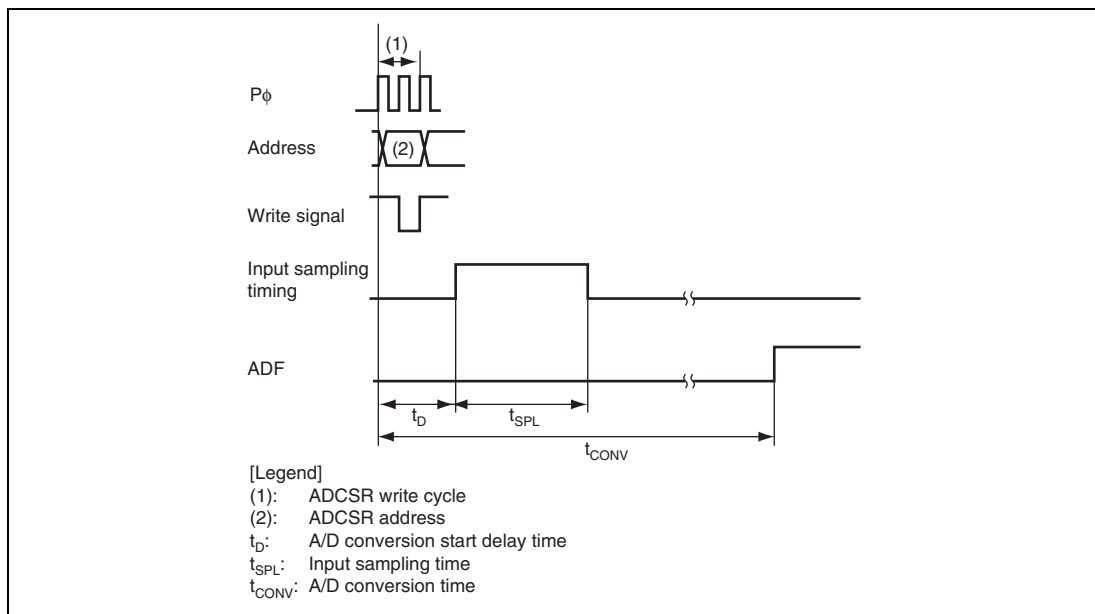 (1)
Pϕ
Address
(2)
Write signal
Input sampling
timing
ADF
tD
tSPL
tCONV
[Legend]
(1): ADCSR write cycle
(2): ADCSR address
tD: A/D conversion start delay time
tSPL: Input sampling time
tCONV: A/D conversion time